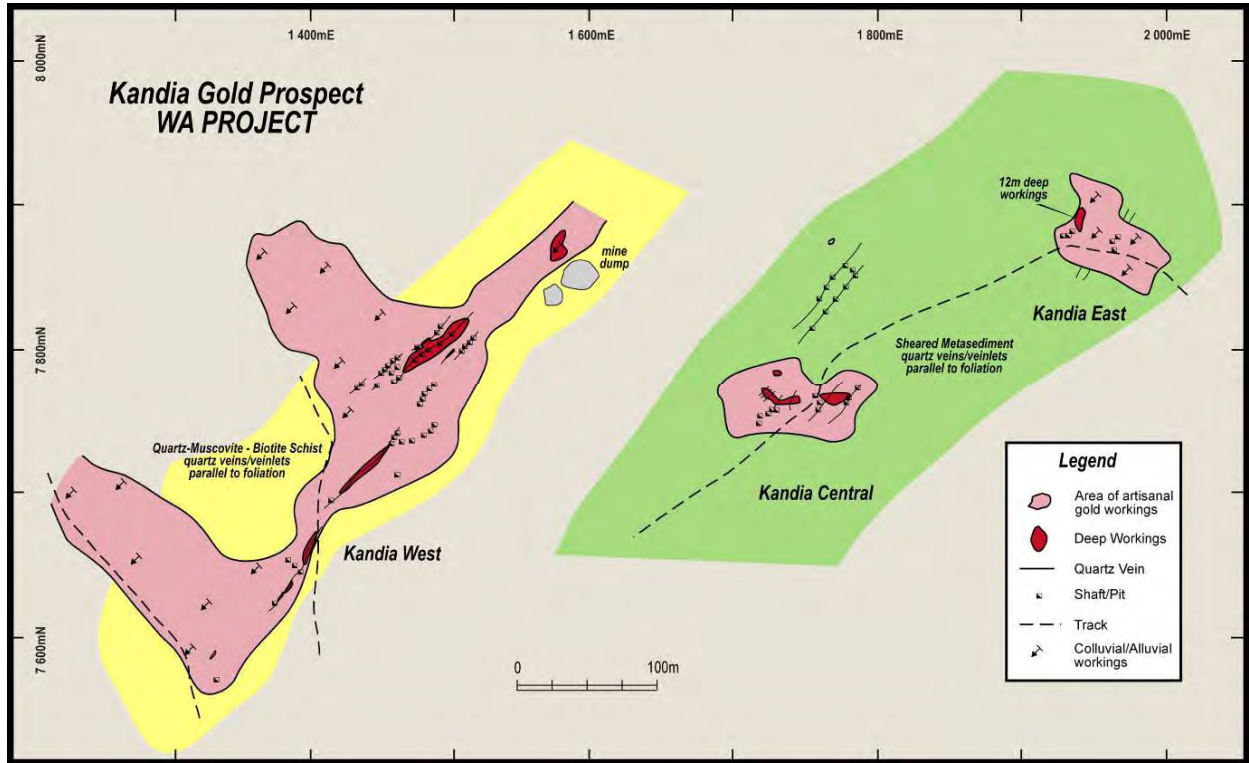 1 400mE
1 600mE
1 800mE
2 000mE
8 000mN
Kandia Gold Prospect
WA PROJECT
12m deep
workings
mine
dump
Kandia East
7 800mN
Sheared Metasediment
quartz veins/veinlets
parallel to foliation
Quartz-Muscovite - Biotite Schist
quartz veins/veinlets
parallel to foliation
Kandia Central
Kandia West
7 600mN
0
100m
Legend
Area of artisanal
gold workings
Deep Workings
Quartz Vein
Shaft/Pit
Track
Colluvial/Alluvial
workings